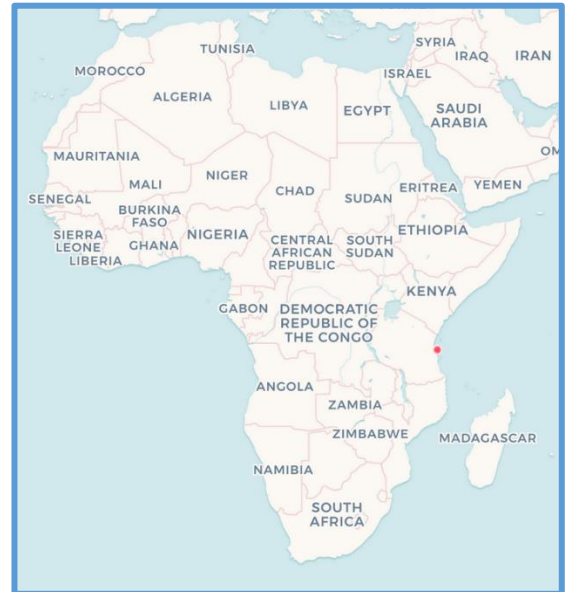 TUNISIA
SYRIA
IRAQ
IRAN
MOROCCO
ISRAEL
ALGERIA
LIBYA
EGYPT
SAUDI
ARABIA
OM
MAURITANIA
MALI
NIGER
CHAD
SUDAN
ERITREA
YEMEN
SENEGAL
BURKINA
FASO
SIERRA
LEONE
GHANA
NIGERIA
LIBERIA
CENTRAL
AFRICAN
REPUBLIC
SOUTH
SUDAN
ETHIOPIA
KENYA
GABON
DEMOCRATIC
REPUBLIC OF
THE CONGO
ANGOLA
ZAMBIA
ZIMBABWE
MADAGASCAR
NAMIBIA
SOUTH
AFRICA